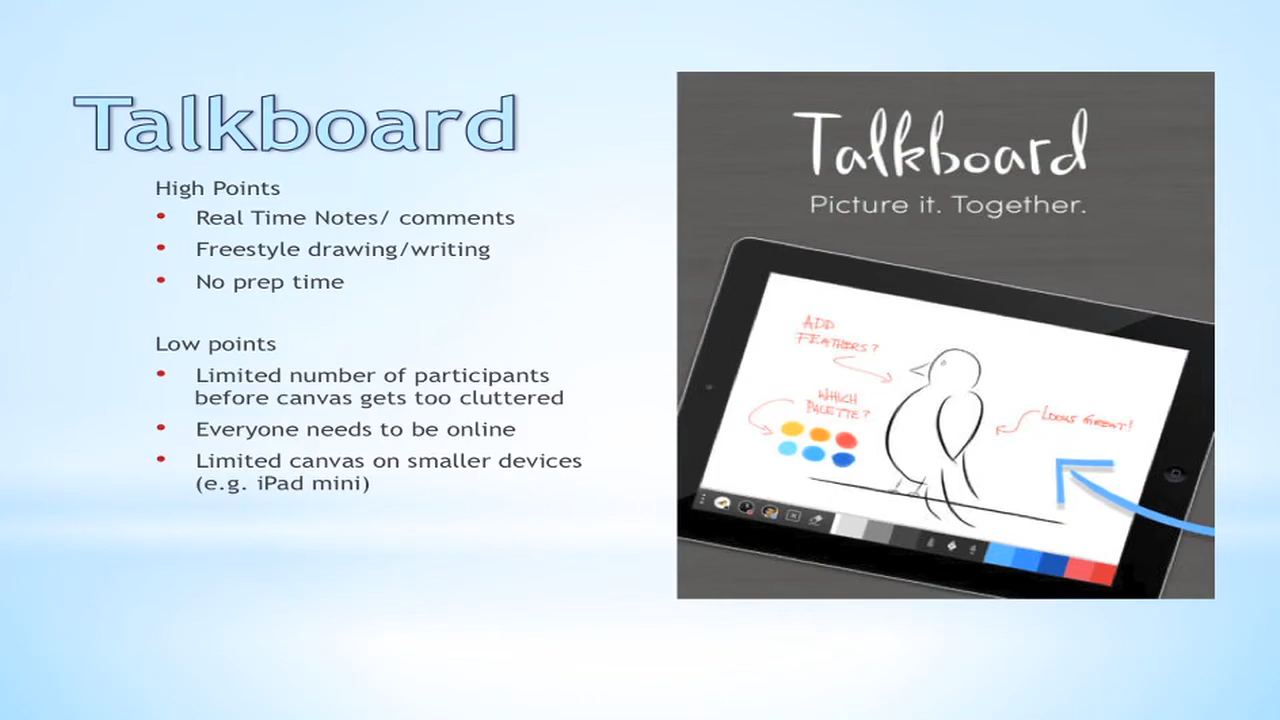 Talkboard
High Points
• Real Time Notes/ comments
• Freestyle drawing/writing
• No prep time
Low points
• Limited number of participants
before canvas gets too cluttered
• Everyone needs to be online
• Limited canvas on smaller devices
(e.g. iPad mini)
Talkboard
Picture it. Together.
ADD
FEATHERS?
WHICH
PALETTE?
LOOKS GREAT!